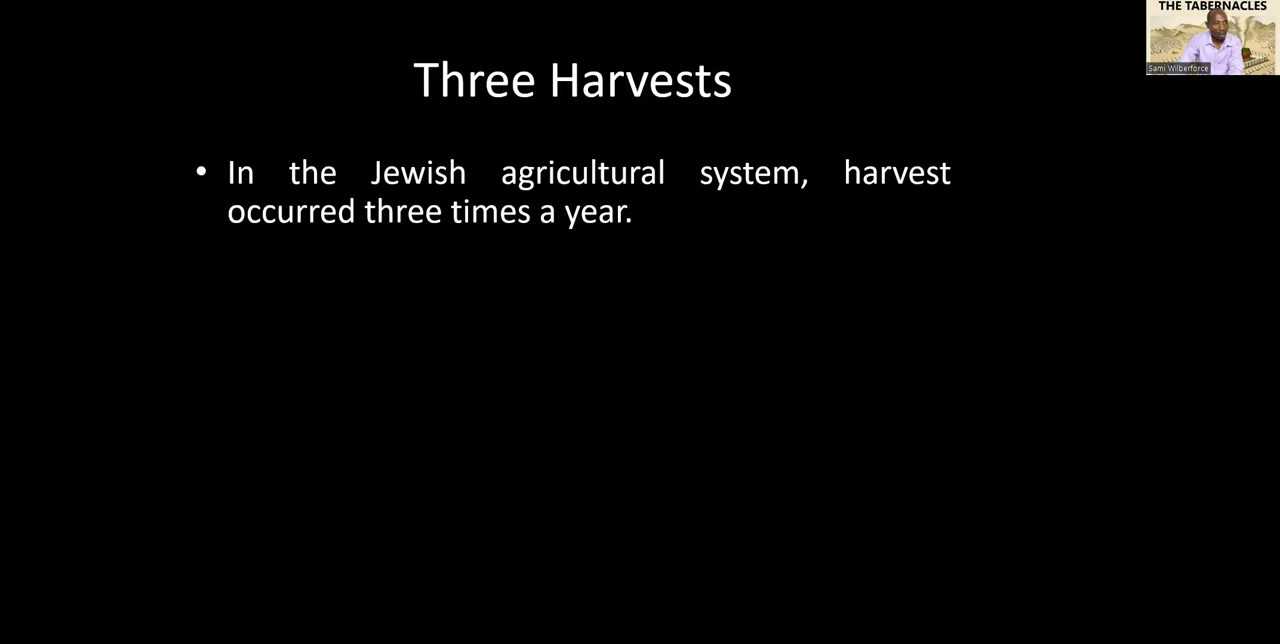 THE TABERNACLES
Sami Wilberforce
Three Harvests
• In the Jewish agricultural system, harvest
occurred three times a year.